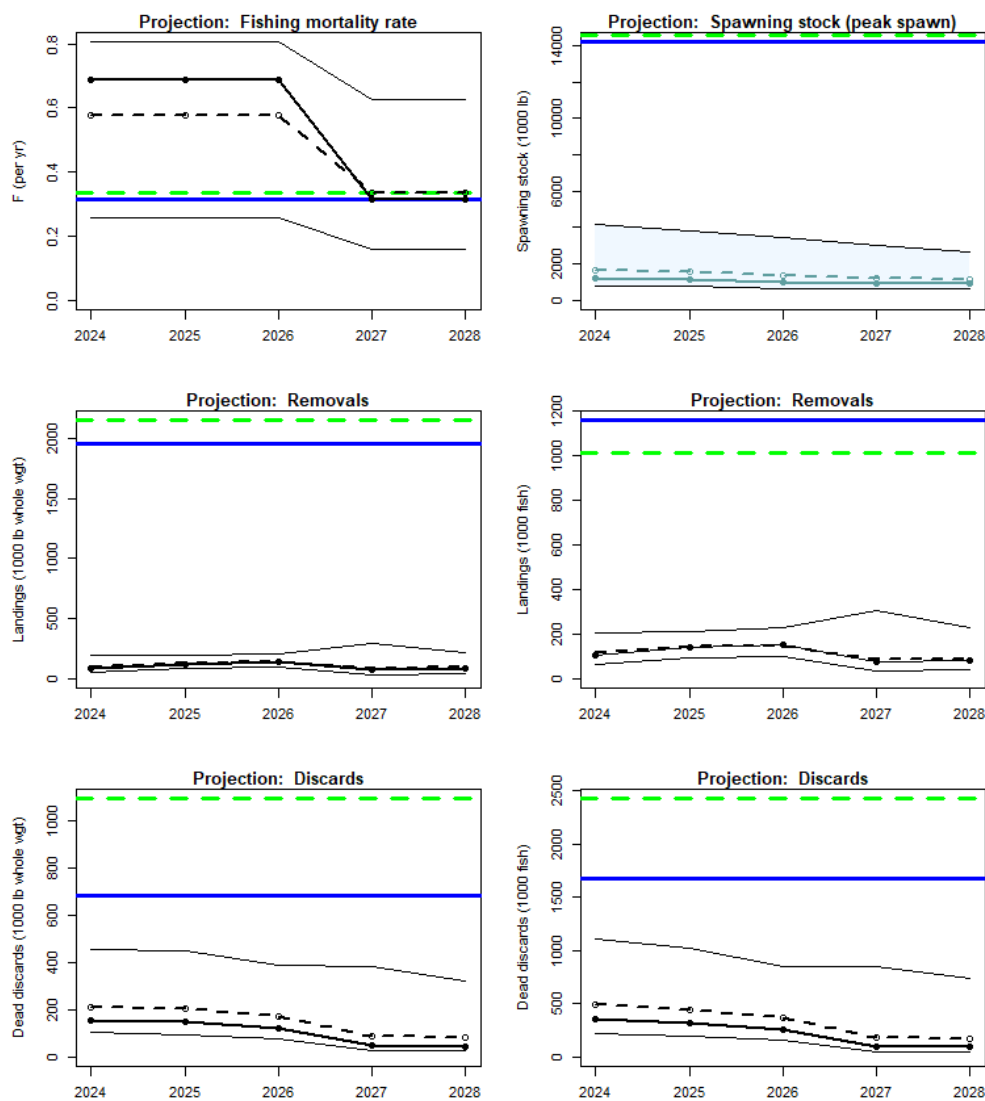 Projection: Fishing mortality rate
F (per yr)
0.0 0.2 0.4 0.6 0.8
2024 2025 2026 2027 2028
Projection: Spawning stock (peak spawn)
Spawning stock (1000 lb)
0 2000 6000 10000 14000
2024 2025 2026 2027 2028
Projection: Removals
Landings (1000 lb whole wgt)
0 500 1000 1500 2000
2024 2025 2026 2027 2028
Projection: Removals
Landings (1000 fish)
0 200 400 600 800 1000 1200
2024 2025 2026 2027 2028
Projection: Discards
Dead discards (1000 lb whole wgt)
0 200 400 600 800 1000
2024 2025 2026 2027 2028
Projection: Discards
Dead discards (1000 fish)
0 500 1000 1500 2000 2500
2024 2025 2026 2027 2028